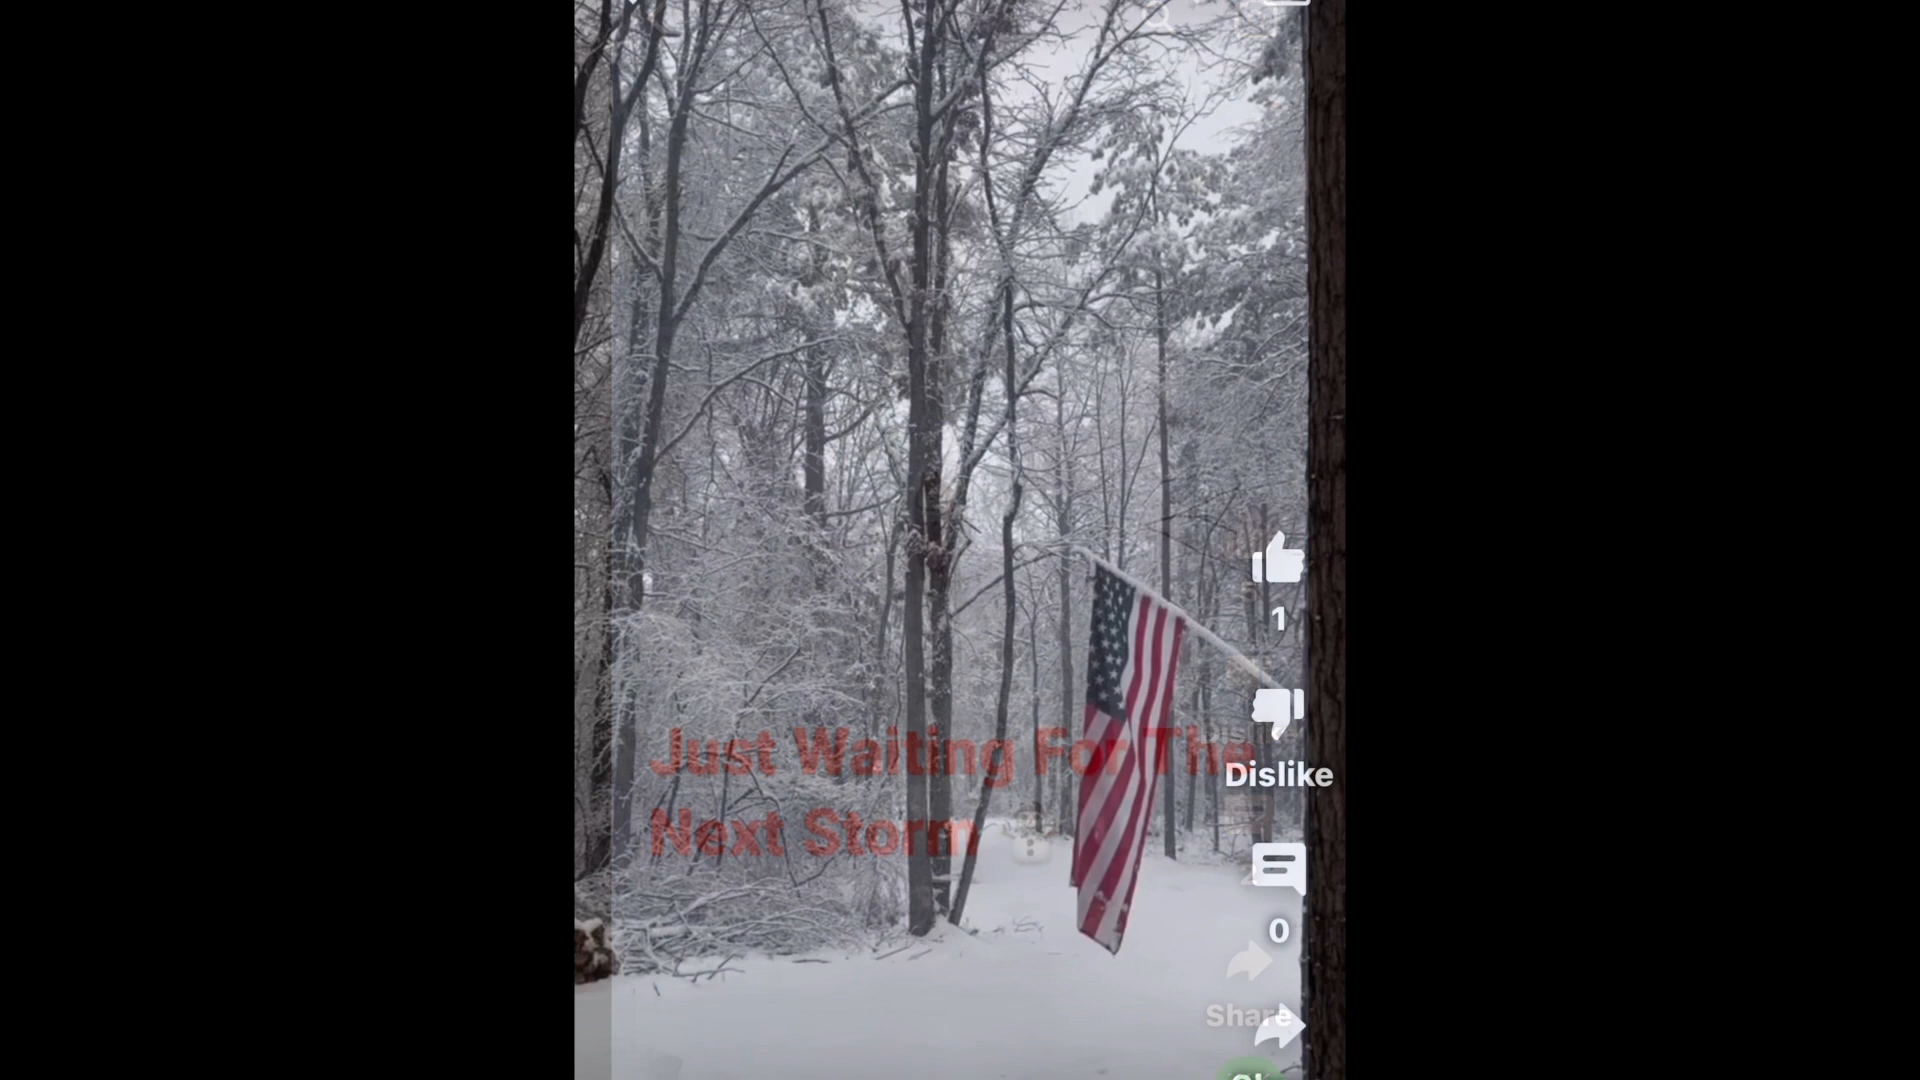 1
Just Waiting For The
Dislike
Next Storm
0
Share